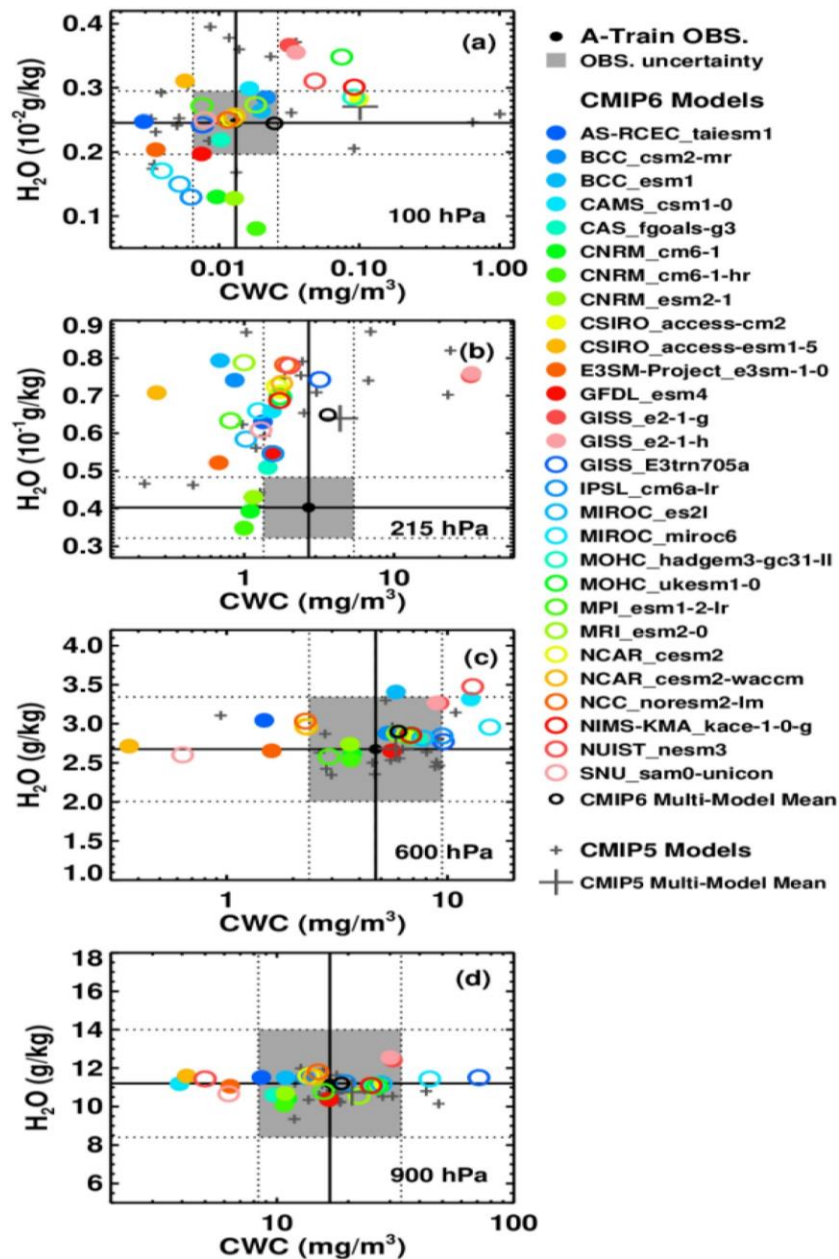 0.4
0.3
0.2
0.1
H2O (10-2g/kg)
(a)
100 hPa
0.01
0.10
1.00
CWC (mg/m3)
0.9
0.8
0.7
0.6
0.5
0.4
0.3
H2O (10-1g/kg)
(b)
215 hPa
1
10
CWC (mg/m3)
4.0
3.5
3.0
2.5
2.0
1.5
1.0
H2O (g/kg)
(c)
600 hPa
1
10
CWC (mg/m3)
18
16
14
12
10
8
6
H2O (g/kg)
(d)
900 hPa
10
100
CWC (mg/m3)
A-Train OBS.
OBS. uncertainty
CMIP6 Models
AS-RCEC_taiesm1
BCC_csm2-mr
BCC_esm1
CAMS_csm1-0
CAS_fgoals-g3
CNRM_cm6-1
CNRM_cm6-1-hr
CNRM_esm2-1
CSIRO_access-cm2
CSIRO_access-esm1-5
E3SM-Project_e3sm-1-0
GFDL_esm4
GISS_e2-1-g
GISS_e2-1-h
GISS_E3trn705a
IPSL_cm6a-lr
MIROC_es2l
MIROC_miroc6
MOHC_hadgem3-gc31-ll
MOHC_ukesm1-0
MPI_esm1-2-lr
MRI_esm2-0
NCAR_cesm2
NCAR_cesm2-waccm
NCC_noresm2-lm
NIMS-KMA_kace-1-0-g
NUIST_nesm3
SNU_sam0-unicon
CMIP6 Multi-Model Mean
CMIP5 Models
CMIP5 Multi-Model Mean